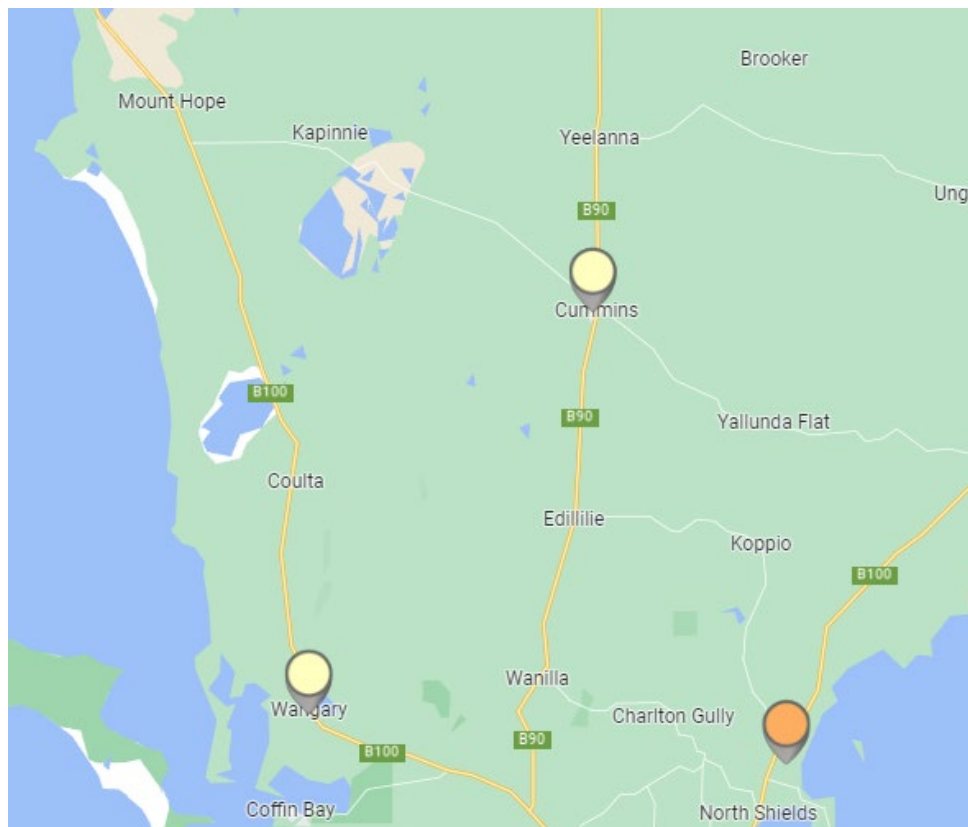 Brooker
Mount Hope
Kapinnie
Yeelanna
Ung
B90
Cummins
B100
B90
Yallunda Flat
Coulta
Edillilie
Koppio
B100
Wanilla
Wangary
Charlton Gully
B90
B100
Coffin Bay
North Shields